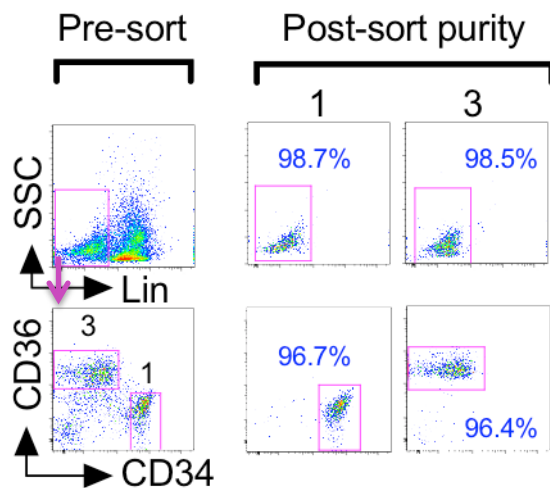 Pre-sort
Post-sort purity
1
3
SSC
98.7%
98.5%
Lin
CD36
3
1
96.7%
96.4%
CD34